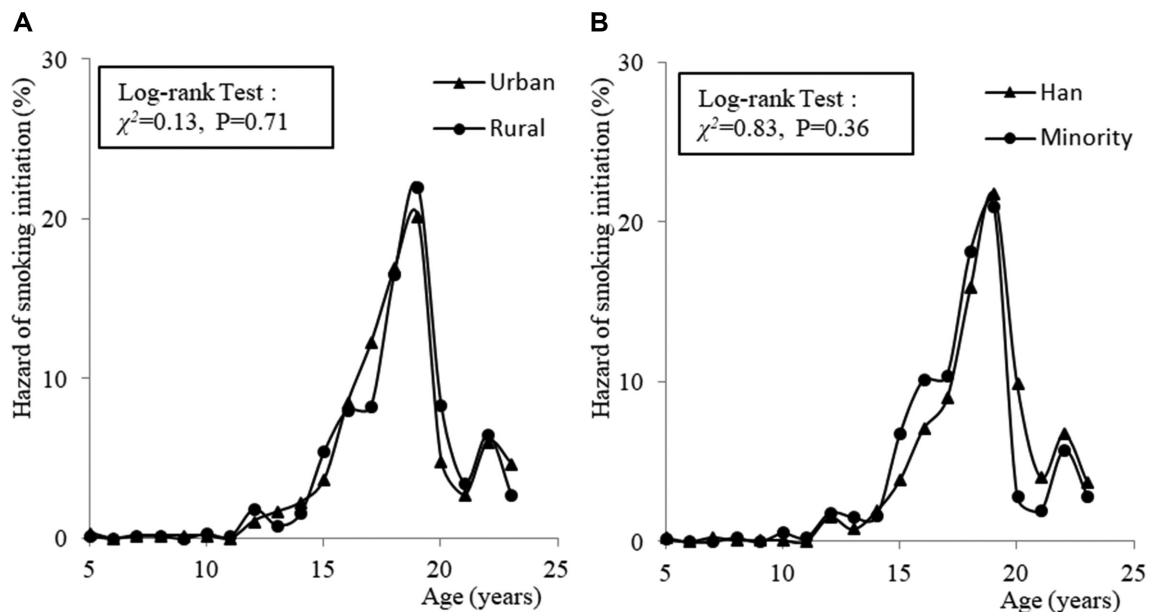 A
Hazard of smoking initiation (%)
30
20
10
0
Log-rank Test :
χ²=0.13, P=0.71
Urban
Rural
5 10 15 20 25
Age (years)
B
Hazard of smoking initiation (%)
30
20
10
0
Log-rank Test :
χ²=0.83, P=0.36
Han
Minority
5 10 15 20 25
Age (years)